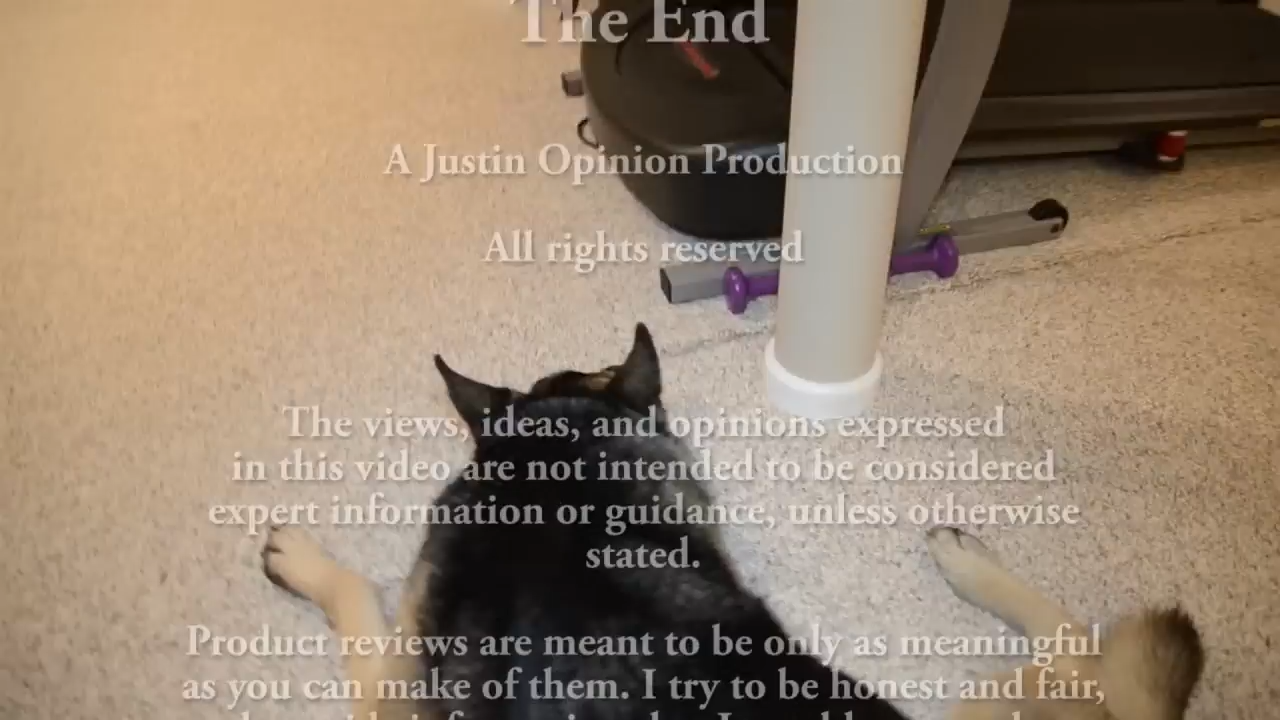 The End
A Justin Opinion Production
All rights reserved
The views, ideas, and opinions expressed
in this video are not intended to be considered
expert information or guidance, unless otherwise
stated.
Product reviews are meant to be only as meaningful
as you can make of them. I try to be honest and fair,